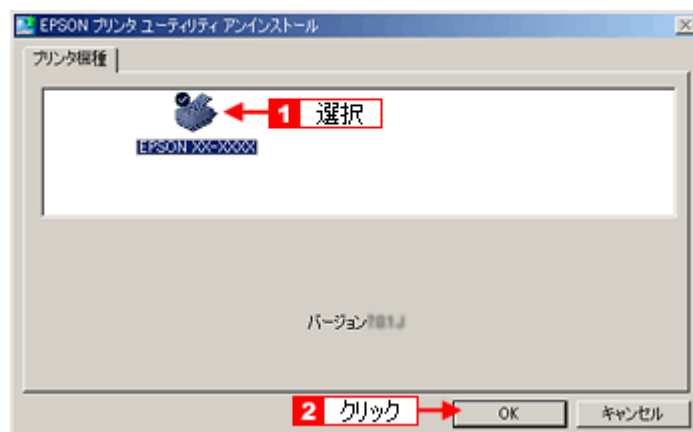 EPSON プリンタ ユーティリティ アンインストール
プリンタ機種
1 選択
EPSON XX-XXXX
バージョン
2 クリック
OK
キャンセル